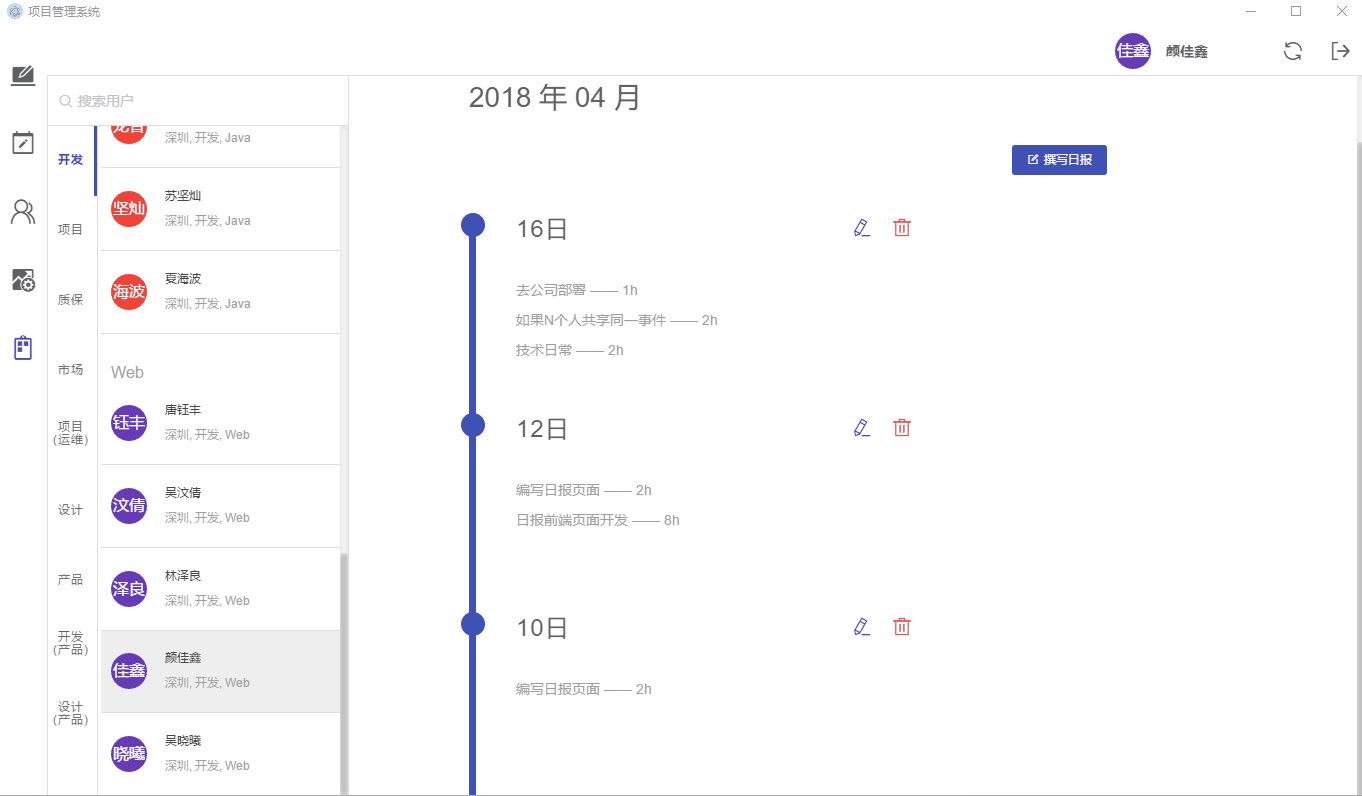 项目管理系统
佳鑫 颜佳鑫
搜索用户
开发
项目
质保
市场
项目
(运维)
设计
产品
开发
(产品)
设计
(产品)
深圳, 开发, Java
坚灿
苏坚灿
深圳, 开发, Java
海波
夏海波
深圳, 开发, Java
Web
钰丰
唐钰丰
深圳, 开发, Web
汶倩
吴汶倩
深圳, 开发, Web
泽良
林泽良
深圳, 开发, Web
佳鑫
颜佳鑫
深圳, 开发, Web
晓曦
吴晓曦
深圳, 开发, Web
2018 年 04 月
撰写日报
16日
去公司部署 —— 1h
如果N个人共享同一事件 —— 2h
技术日常 —— 2h
12日
编写日报页面 —— 2h
日报前端页面开发 —— 8h
10日
编写日报页面 —— 2h